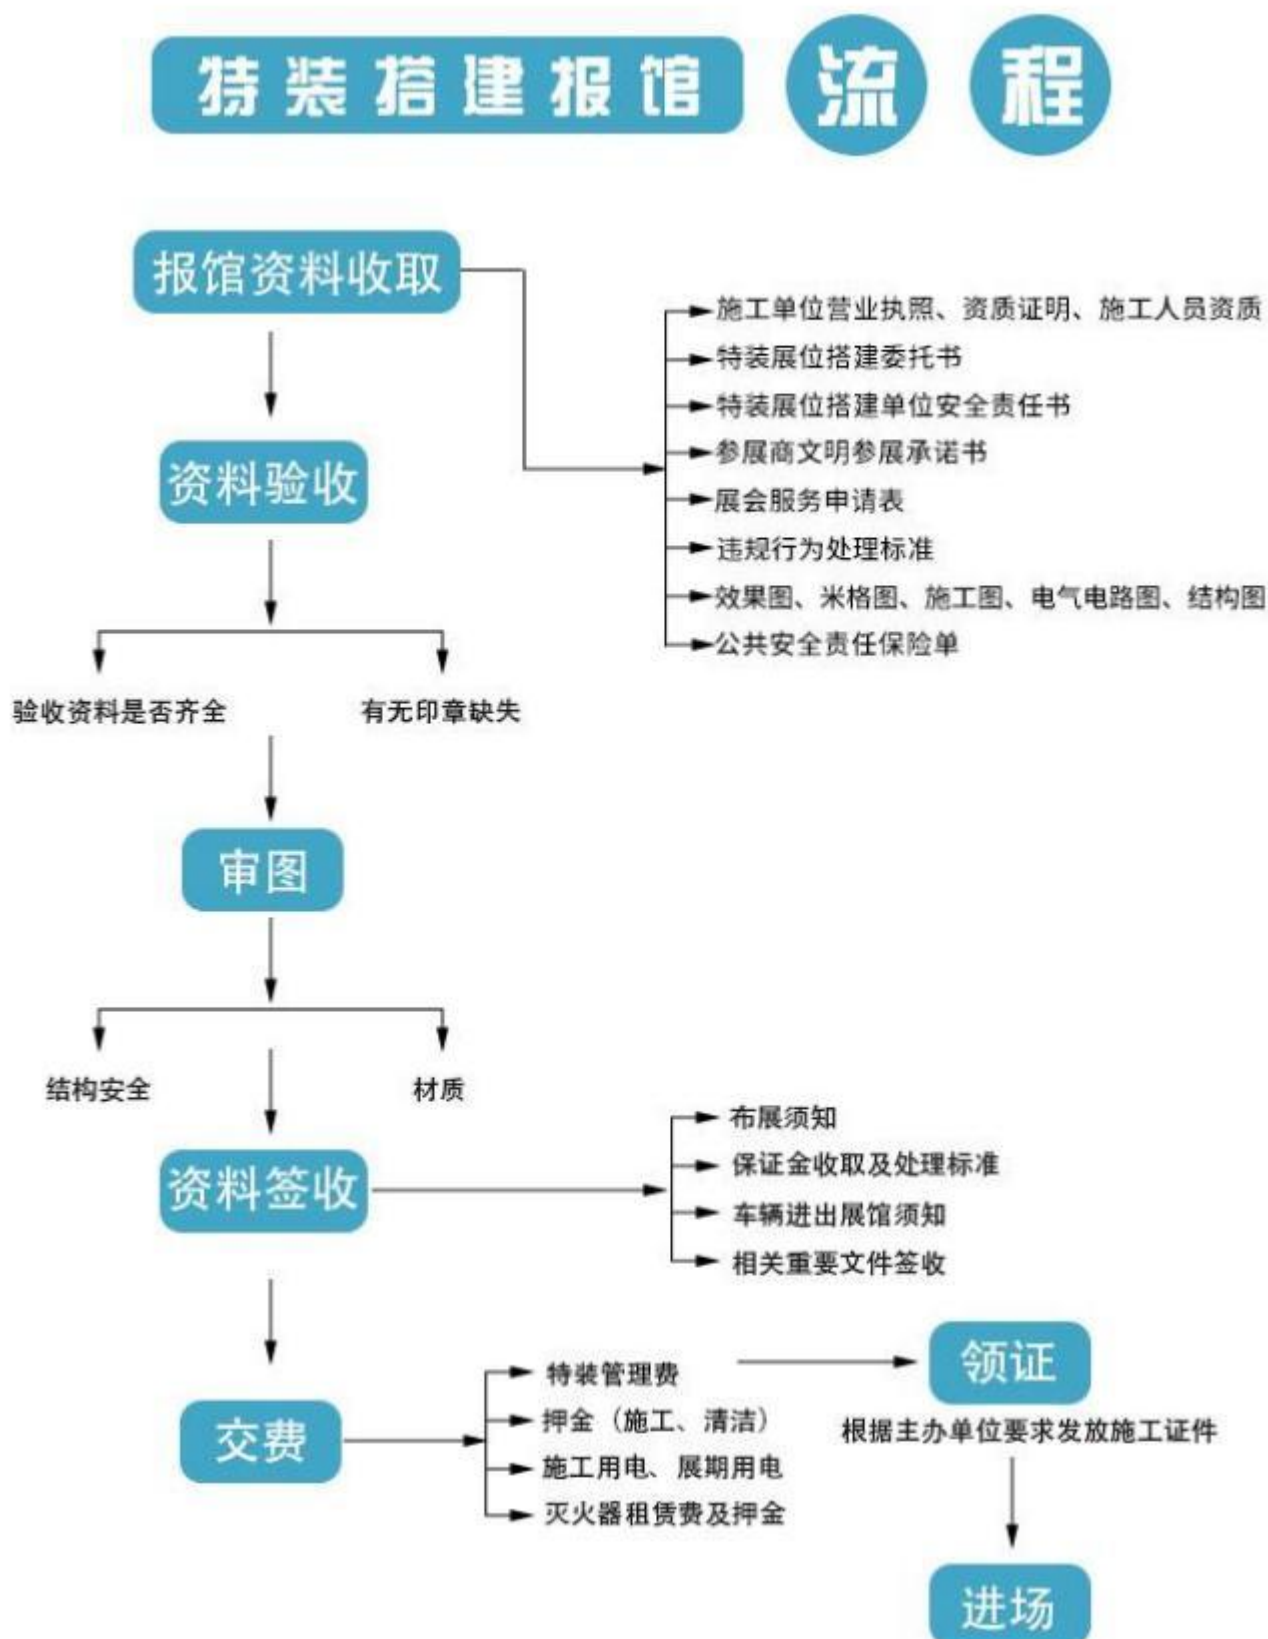 特装搭建报馆 流 程
报馆资料收取
施工单位营业执照、资质证明、施工人员资质
特装展位搭建委托书
特装展位搭建单位安全责任书
参展商文明参展承诺书
展会服务申请表
违规行为处理标准
效果图、米格图、施工图、电气电路图、结构图
公共安全责任保险单
资料验收
验收资料是否齐全
有无印章缺失
审图
结构安全
材质
资料签收
布展须知
保证金收取及处理标准
车辆进出展馆须知
相关重要文件签收
交费
特装管理费
押金（施工、清洁）
施工用电、展期用电
灭火器租赁费及押金
领证
根据主办单位要求发放施工证件
进场